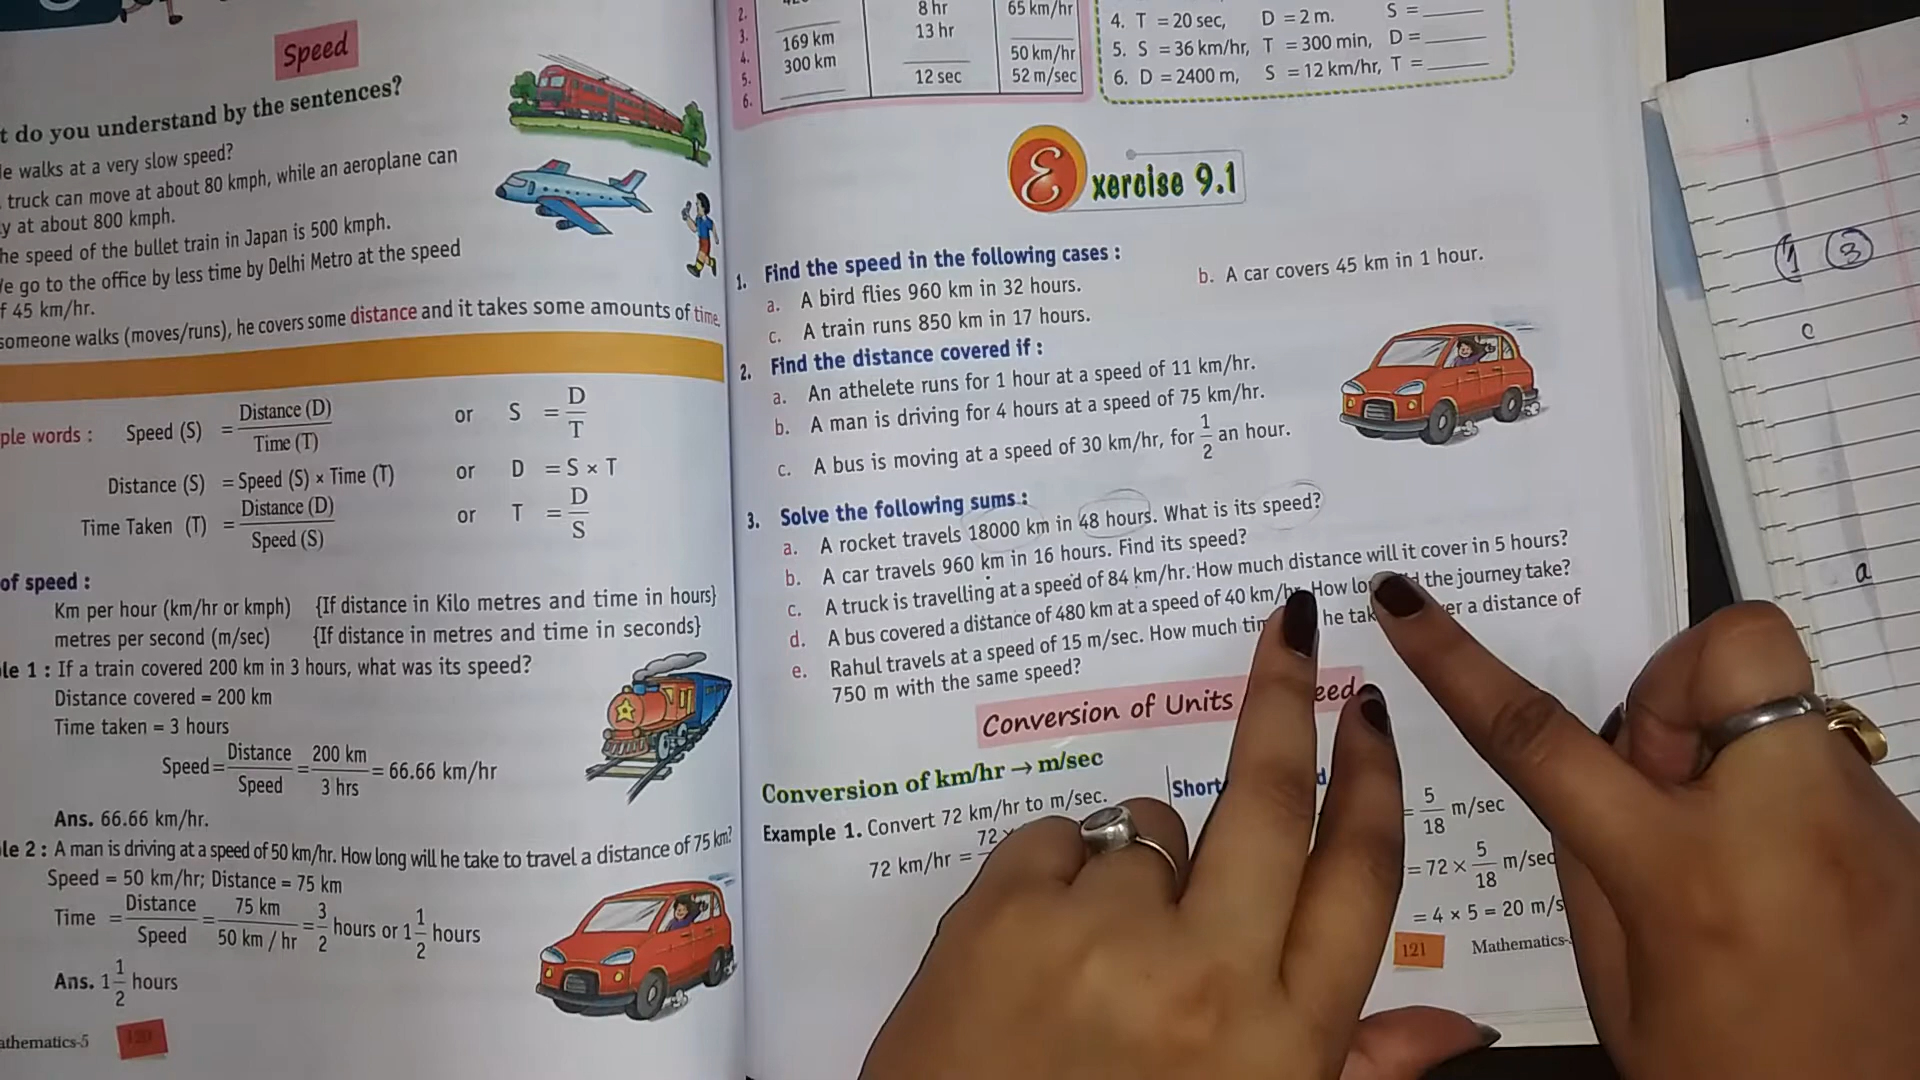 Speed
t do you understand by the sentences?
le walks at a very slow speed?
truck can move at about 80 kmph, while an aeroplane can
y at about 800 kmph.
he speed of the bullet train in Japan is 500 kmph.
le go to the office by less time by Delhi Metro at the speed
f 45 km/hr.
someone walks (moves/runs), he covers some distance and it takes some amounts of time.
ple words : Speed (S) = Distance (D) / Time (T) or S = D / T
Distance (S) = Speed (S) × Time (T) or D = S × T
Time Taken (T) = Distance (D) / Speed (S) or T = D / S
of speed :
Km per hour (km/hr or kmph) {If distance in Kilo metres and time in hours}
metres per second (m/sec) {If distance in metres and time in seconds}
le 1 : If a train covered 200 km in 3 hours, what was its speed?
Distance covered = 200 km
Time taken = 3 hours
Speed = Distance / Speed = 200 km / 3 hrs = 66.66 km/hr
Ans. 66.66 km/hr.
le 2 : A man is driving at a speed of 50 km/hr. How long will he take to travel a distance of 75 km?
Speed = 50 km/hr; Distance = 75 km
Time = Distance / Speed = 75 km / 50 km / hr = 3/2 hours or 1 1/2 hours
Ans. 1 1/2 hours
athematics-5 120
2. 8 hr 65 km/hr
3. 169 km 13 hr
4. 300 km 50 km/hr
5. 12 sec 52 m/sec
6.
4. T = 20 sec, D = 2 m. S =
5. S = 36 km/hr, T = 300 min, D =
6. D = 2400 m, S = 12 km/hr, T =
Exercise 9.1
1. Find the speed in the following cases :
a. A bird flies 960 km in 32 hours. b. A car covers 45 km in 1 hour.
c. A train runs 850 km in 17 hours.
2. Find the distance covered if :
a. An athelete runs for 1 hour at a speed of 11 km/hr.
b. A man is driving for 4 hours at a speed of 75 km/hr.
c. A bus is moving at a speed of 30 km/hr, for 1/2 an hour.
3. Solve the following sums :
a. A rocket travels 18000 km in 48 hours. What is its speed?
b. A car travels 960 km in 16 hours. Find its speed?
c. A truck is travelling at a speed of 84 km/hr. How much distance will it cover in 5 hours?
d. A bus covered a distance of 480 km at a speed of 40 km/hr. How the journey take?
e. Rahul travels at a speed of 15 m/sec. How much he a distance of
750 m with the same speed?
Conversion of Units eed
Conversion of km/hr → m/sec
Example 1. Convert 72 km/hr to m/sec.
72 km/hr = 72 ×
Short
= 5/18 m/sec
= 72 × 5/18 m/sec
= 4 × 5 = 20 m/s
121 Mathematics-
1 3
c
a